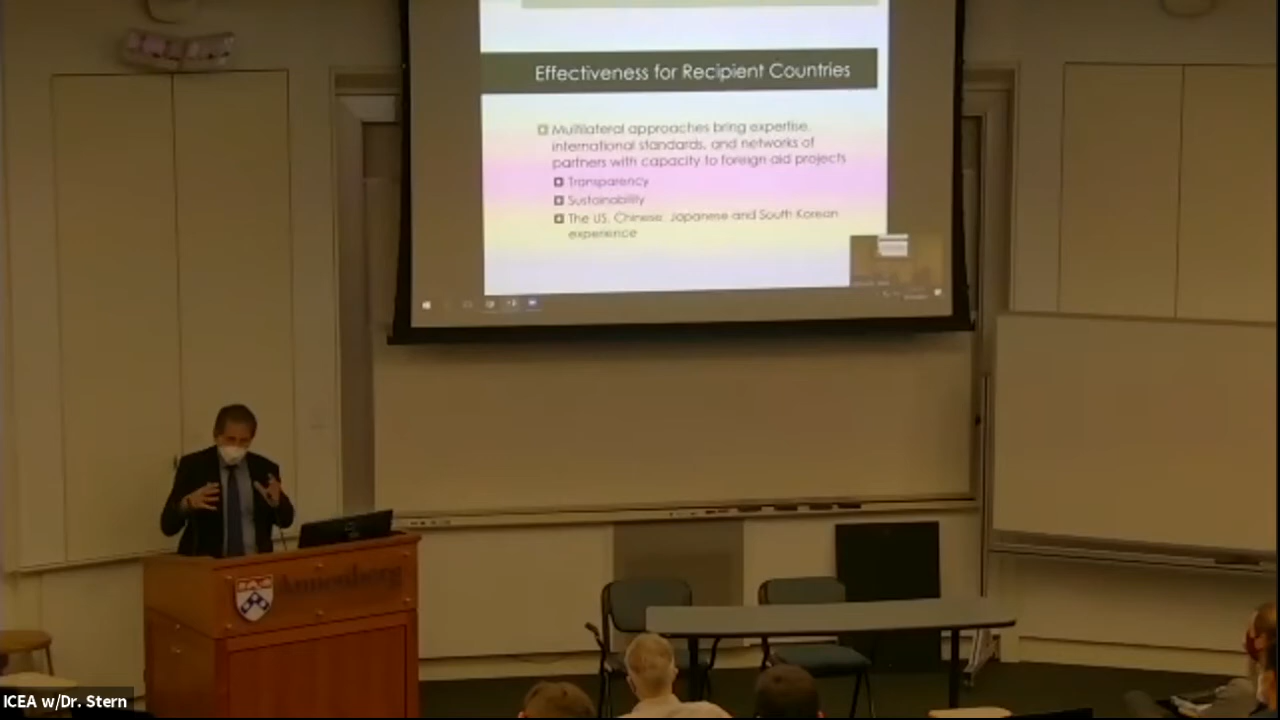 Effectiveness for Recipient Countries
Multilateral approaches bring expertise,
international standards, and networks of
partners with capacity to foreign aid projects
Transparency
Sustainability
The US, Chinese, Japanese and South Korean
experience
Annenberg
ICEA w/Dr. Stern